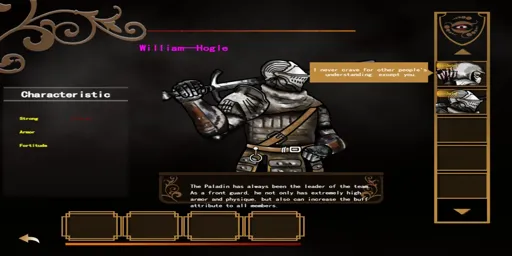 William—Hogle
I never crave for other people's
understanding except you.
Characteristic
Strong
Armor
Fortitude
The Paladin has always been the leader of the team
As a front guard, he not only has extremely high
armor and physique, but also can increase the buff
attribute to all members.